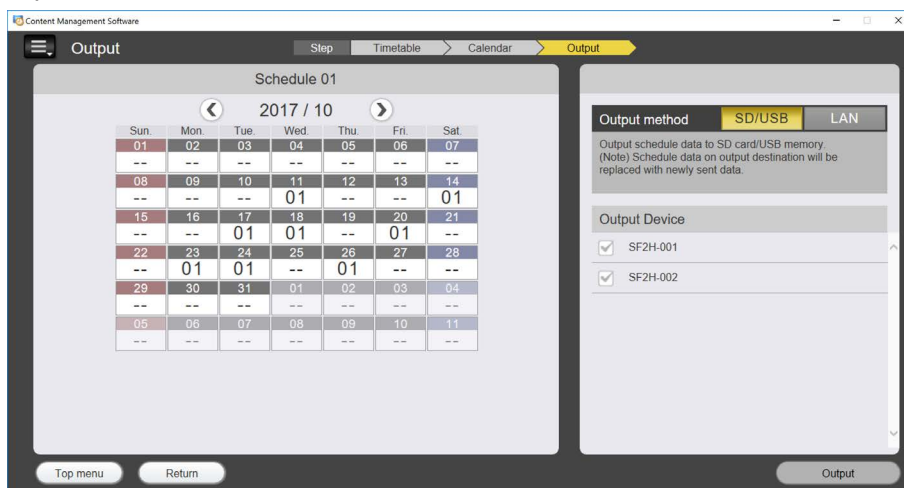 Content Management Software
Output
Step Timetable Calendar Output
Schedule 01
2017 / 10
Sun. Mon. Tue. Wed. Thu. Fri. Sat.
01 02 03 04 05 06 07
-- -- -- -- -- -- --
08 09 10 11 12 13 14
-- -- -- 01 -- -- 01
15 16 17 18 19 20 21
-- -- 01 01 -- 01 --
22 23 24 25 26 27 28
-- 01 01 -- 01 -- --
29 30 31 01 02 03 04
-- -- -- -- -- -- --
05 06 07 08 09 10 11
-- -- -- -- -- -- --
Output method SD/USB LAN
Output schedule data to SD card/USB memory.
(Note) Schedule data on output destination will be
replaced with newly sent data.
Output Device
SF2H-001
SF2H-002
Top menu Return Output